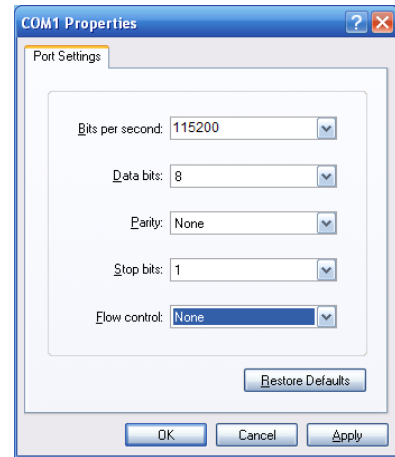 COM1 Properties
Port Settings
Bits per second: 115200
Data bits: 8
Parity: None
Stop bits: 1
Flow control: None
Restore Defaults
OK Cancel Apply